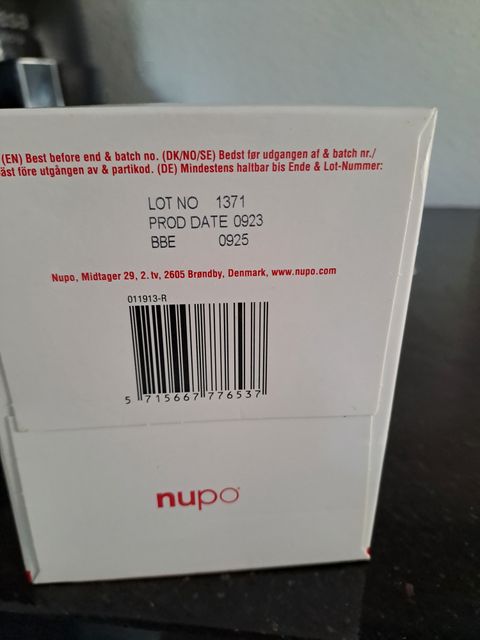 (EN) Best before end & batch no. (DK/NO/SE) Bedst før udgangen af & batch nr./
äst före utgången av & partikod. (DE) Mindestens haltbar bis Ende & Lot-Nummer:
LOT NO 1371
PROD DATE 0923
BBE 0925
Nupo, Midtager 29, 2. tv, 2605 Brøndby, Denmark, www.nupo.com
011913-R
5 715667 776537
nupo